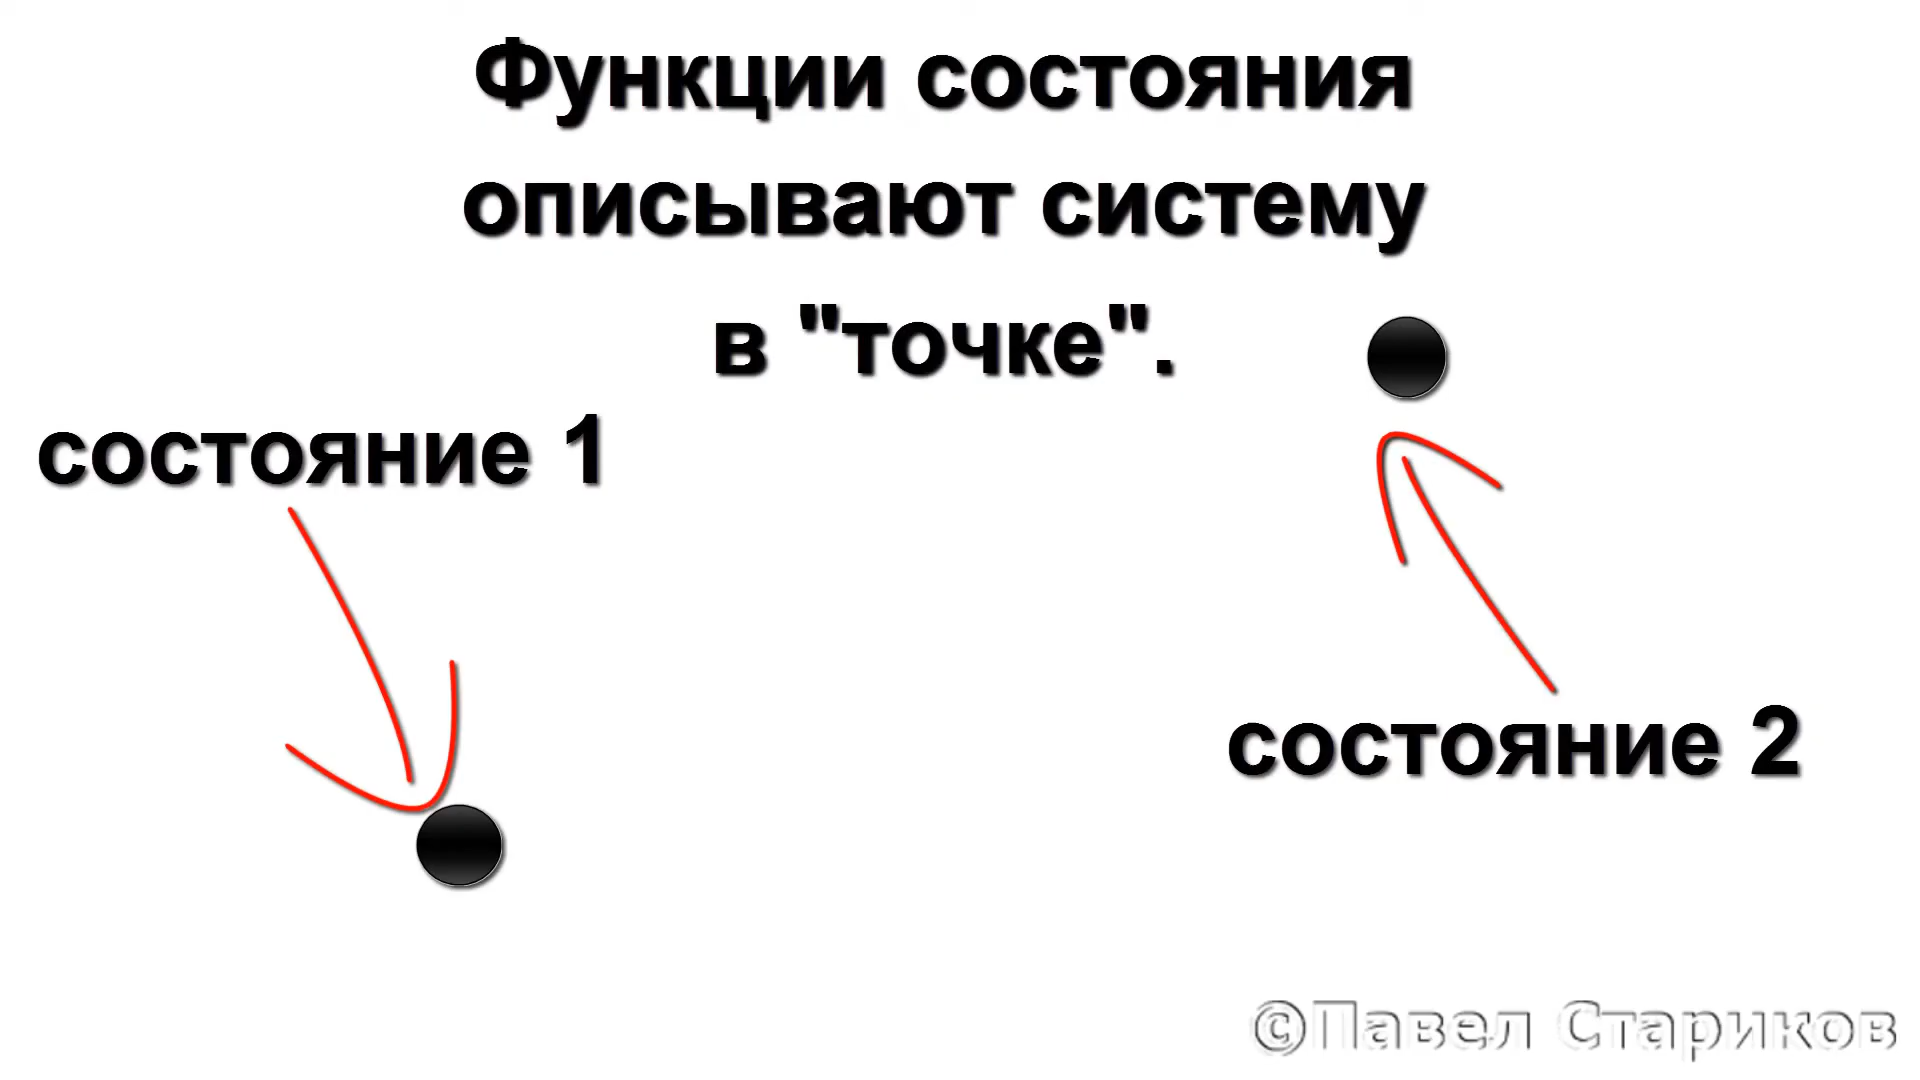 Функции состояния
описывают систему
в "точке".
состояние 1
состояние 2
©Павел Стариков